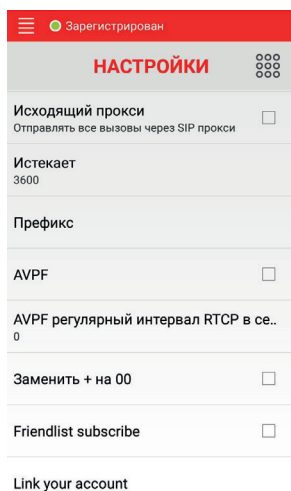 Зарегистрирован
НАСТРОЙКИ
Исходящий прокси
Отправлять все вызовы через SIP прокси
Истекает
3600
Префикс
AVPF
AVPF регулярный интервал RTCP в се..
0
Заменить + на 00
Friendlist subscribe
Link your account